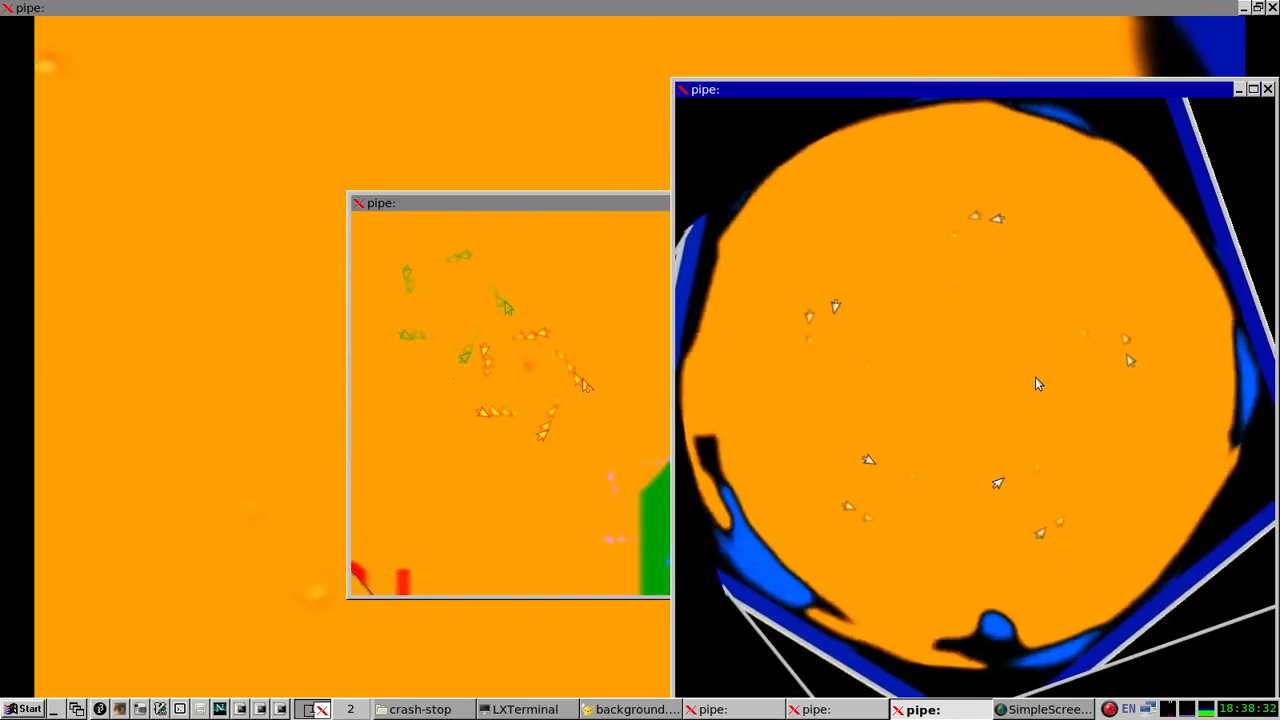 pipe:
pipe:
pipe:
Start
2
crash-stop
LXTerminal
background....
pipe:
pipe:
pipe:
SimpleScree...
EN
18:38:32